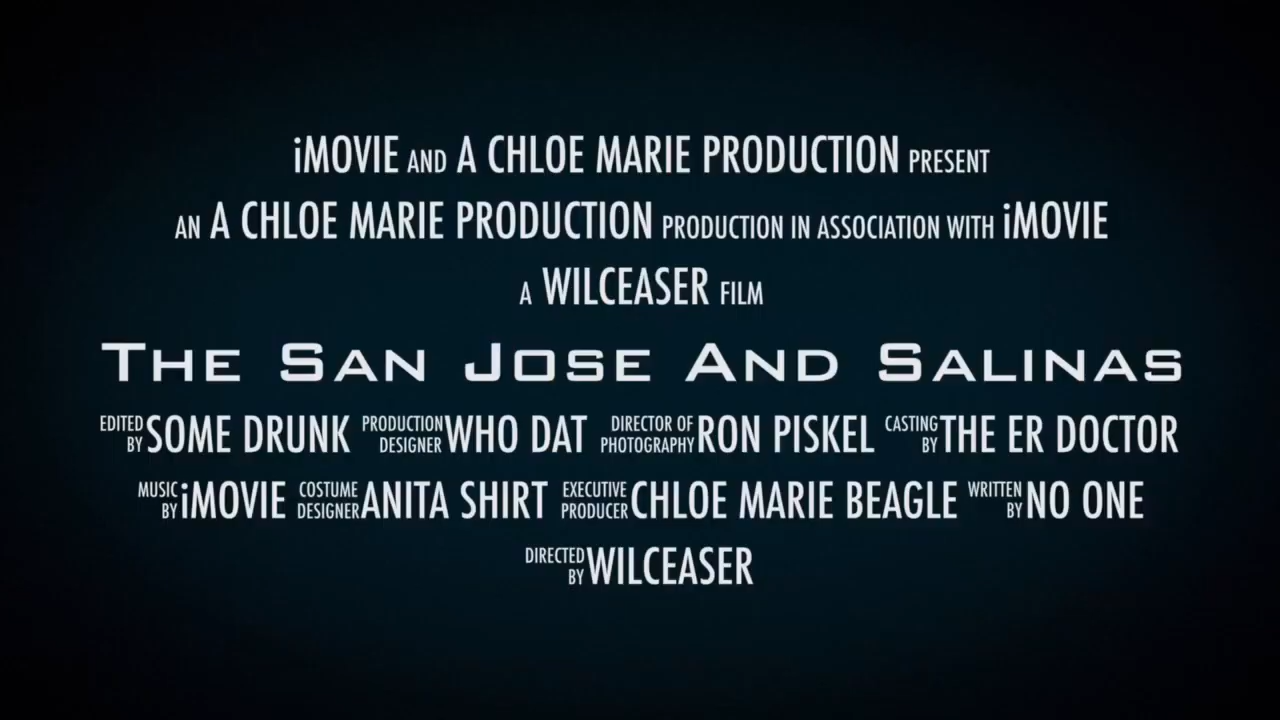 iMOVIE AND A CHLOE MARIE PRODUCTION PRESENT
AN A CHLOE MARIE PRODUCTION PRODUCTION IN ASSOCIATION WITH iMOVIE
A WILCEASER FILM
THE SAN JOSE AND SALINAS
EDITED BY SOME DRUNK PRODUCTION DESIGNER WHO DAT DIRECTOR OF PHOTOGRAPHY RON PISKEL CASTING BY THE ER DOCTOR
MUSIC BY iMOVIE COSTUME DESIGNER ANITA SHIRT EXECUTIVE PRODUCER CHLOE MARIE BEAGLE WRITTEN BY NO ONE
DIRECTED BY WILCEASER